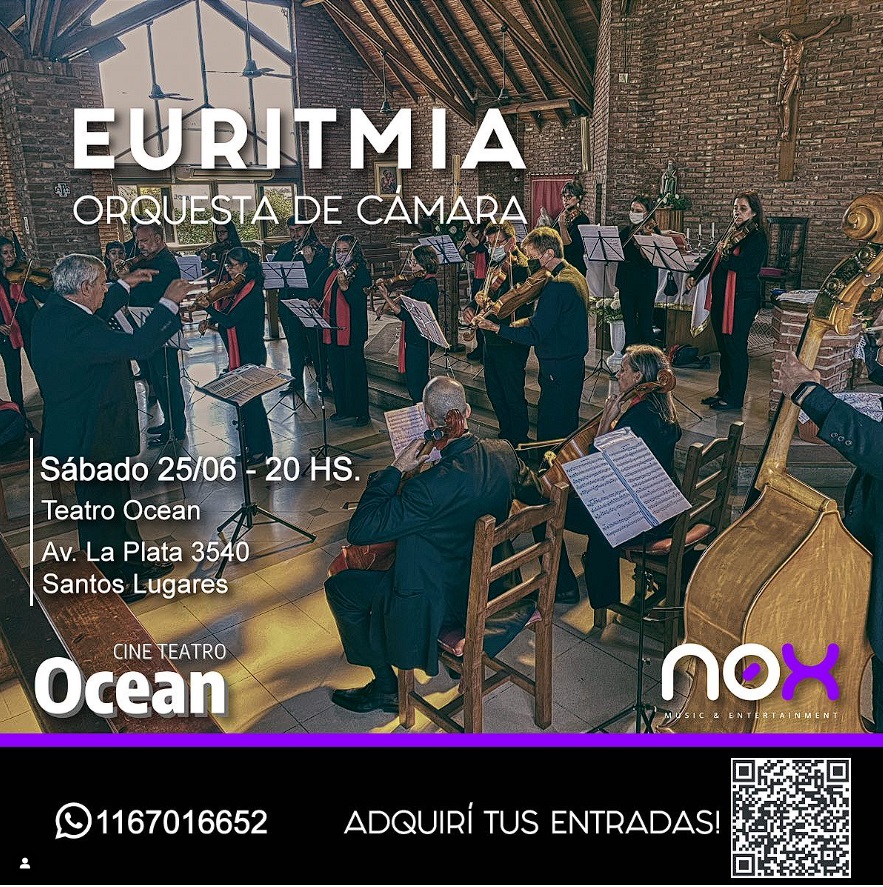 EURITMIA
ORQUESTA DE CÁMARA
Sábado 25/06 - 20 HS.
Teatro Ocean
Av. La Plata 3540
Santos Lugares
CINE TEATRO
Ocean
nox
MUSIC & ENTERTAINMENT
1167016652
ADQUIRÍ TUS ENTRADAS!